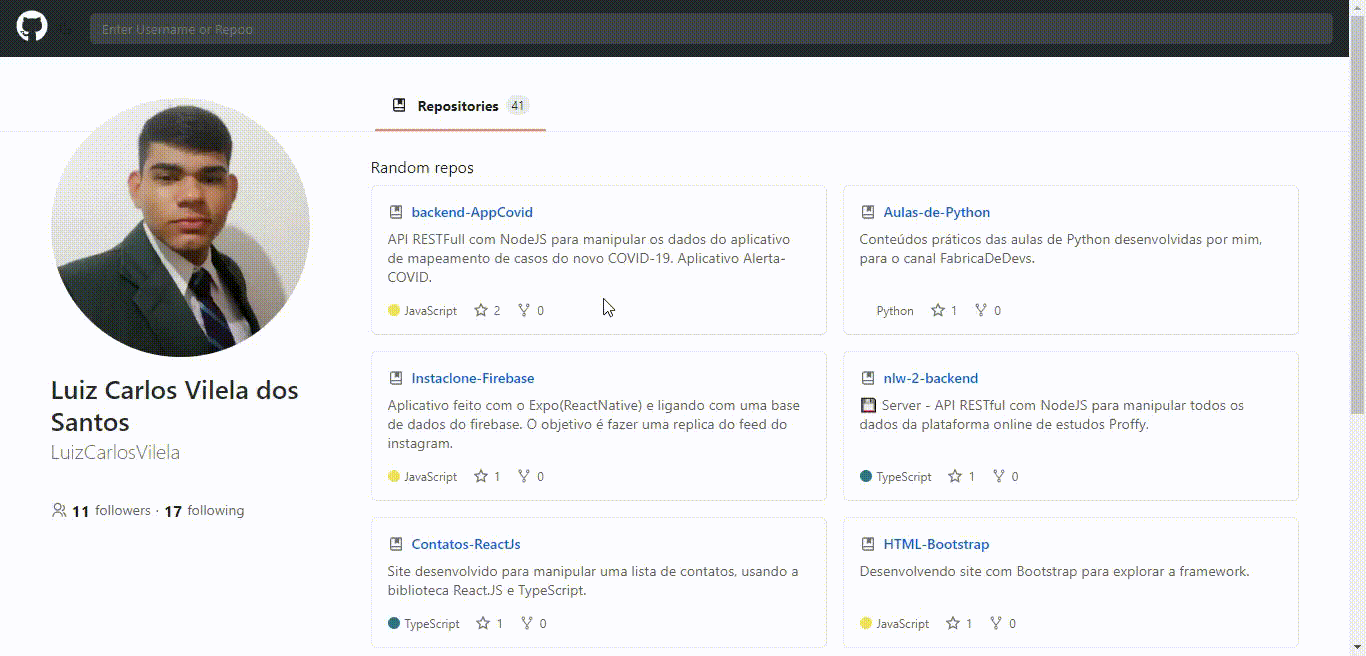 Enter Username or Repoo
Repositories 41
Random repos
backend-AppCovid
API RESTFull com NodeJS para manipular os dados do aplicativo
de mapeamento de casos do novo COVID-19. Aplicativo Alerta-
COVID.
JavaScript 2 0
Aulas-de-Python
Conteúdos práticos das aulas de Python desenvolvidas por mim,
para o canal FabricaDeDevs.
Python 1 0
Instaclone-Firebase
Aplicativo feito com o Expo(ReactNative) e ligando com uma base
de dados do firebase. O objetivo é fazer uma replica do feed do
instagram.
JavaScript 1 0
nlw-2-backend
Server - API RESTful com NodeJS para manipular todos os
dados da plataforma online de estudos Proffy.
TypeScript 1 0
Contatos-ReactJs
Site desenvolvido para manipular uma lista de contatos, usando a
biblioteca React.JS e TypeScript.
TypeScript 1 0
HTML-Bootstrap
Desenvolvendo site com Bootstrap para explorar a framework.
JavaScript 1 0
Luiz Carlos Vilela dos
Santos
LuizCarlosVilela
11 followers · 17 following